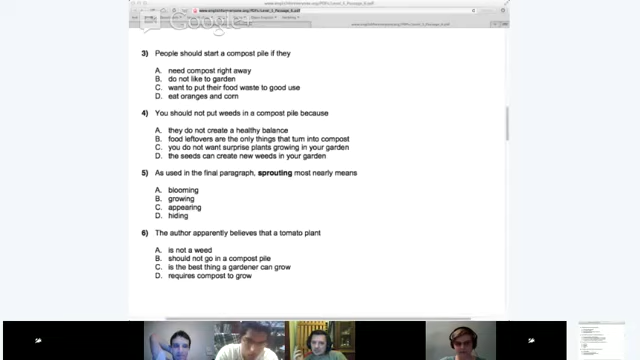 Google+
3) People should start a compost pile if they
A. need compost right away
B. do not like to garden
C. want to put their food waste to good use
D. eat oranges and corn
4) You should not put weeds in a compost pile because
A. they do not create a healthy balance
B. food leftovers are the only things that turn into compost
C. you do not want surprise plants growing in your garden
D. the seeds can create new weeds in your garden
5) As used in the final paragraph, sprouting most nearly means
A. blooming
B. growing
C. appearing
D. hiding
6) The author apparently believes that a tomato plant
A. is not a weed
B. should not go in a compost pile
C. is the best thing a gardener can grow
D. requires compost to grow